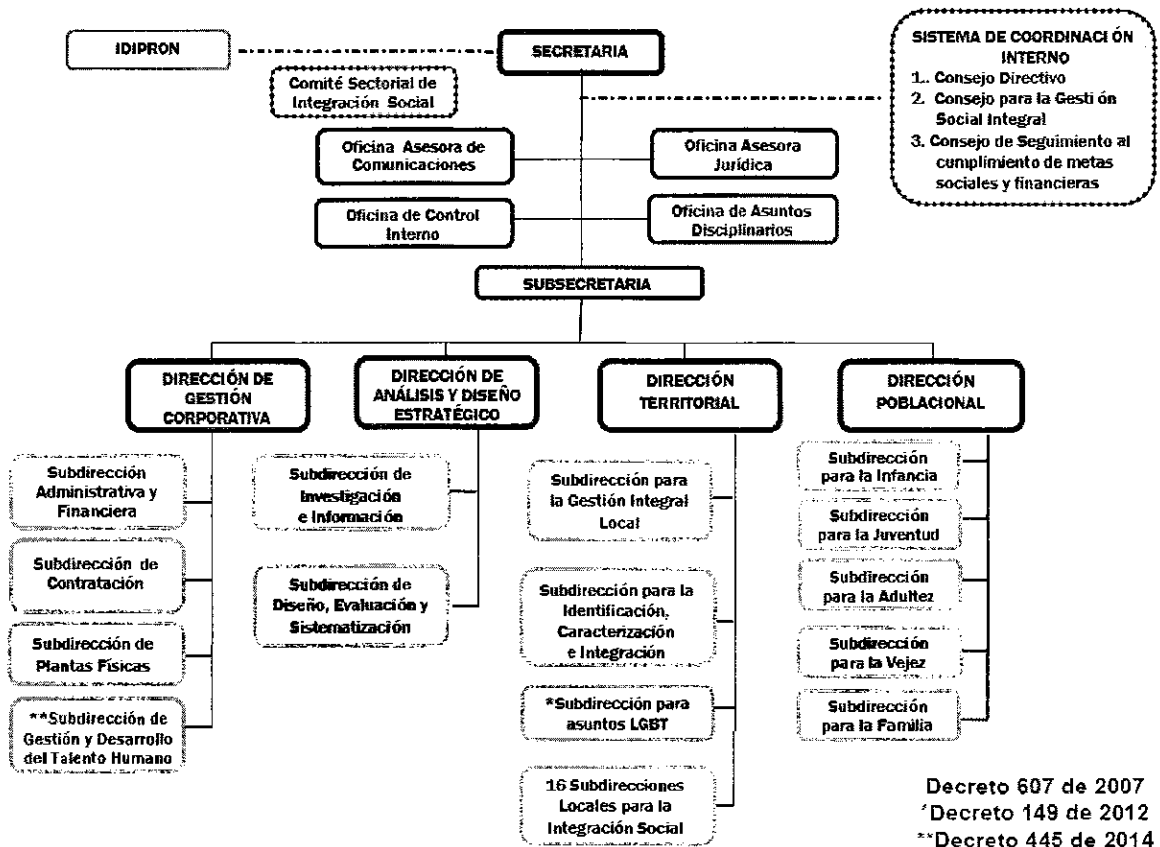 IDIPRON
SECRETARIA
SISTEMA DE COORDINACIÓN
INTERNO
1.. Consejo Directivo
2. Consejo para la Gestión
Social Integral
3. Consejo de Seguimiento al
cumplimiento de metas
sociales y financieras
Comité Sectorial de
Integración Social
Oficina Asesora de
Comunicaciones
Oficina Asesora
Jurídica
Oficina de Control
Interno
Oficina de Asuntos
Disciplinarios
SUBSECRETARIA
DIRECCIÓN DE
GESTIÓN
CORPORATIVA
DIRECCIÓN DE
ANÁLISIS Y DISEÑO
ESTRATÉGICO
DIRECCIÓN
TERRITORIAL
DIRECCIÓN
POBLACIONAL
Subdirección
Administrativa y
Financiera
Subdirección de
Contratación
Subdirección de
Plantas Físicas
**Subdirección de
Gestión y Desarrollo
del Talento Humano
Subdirección de
Investigación
e Información
Subdirección de
Diseño, Evaluación y
Sistematización
Subdirección para
la Gestión Integral
Local
Subdirección para la
Identificación,
Caracterización
e Integración
*Subdirección para
asuntos LGBT
16 Subdirecciones
Locales para la
Integración Social
Subdirección
para la Infancia
Subdirección
para la Juventud
Subdirección
para la Adultez
Subdirección
para la Vejez
Subdirección
para la Familia
Decreto 607 de 2007
*Decreto 149 de 2012
**Decreto 445 de 2014